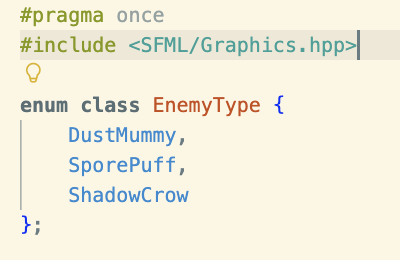 #pragma once
#include <SFML/Graphics.hpp>
enum class EnemyType {
    DustMummy,
    SporePuff,
    ShadowCrow
};